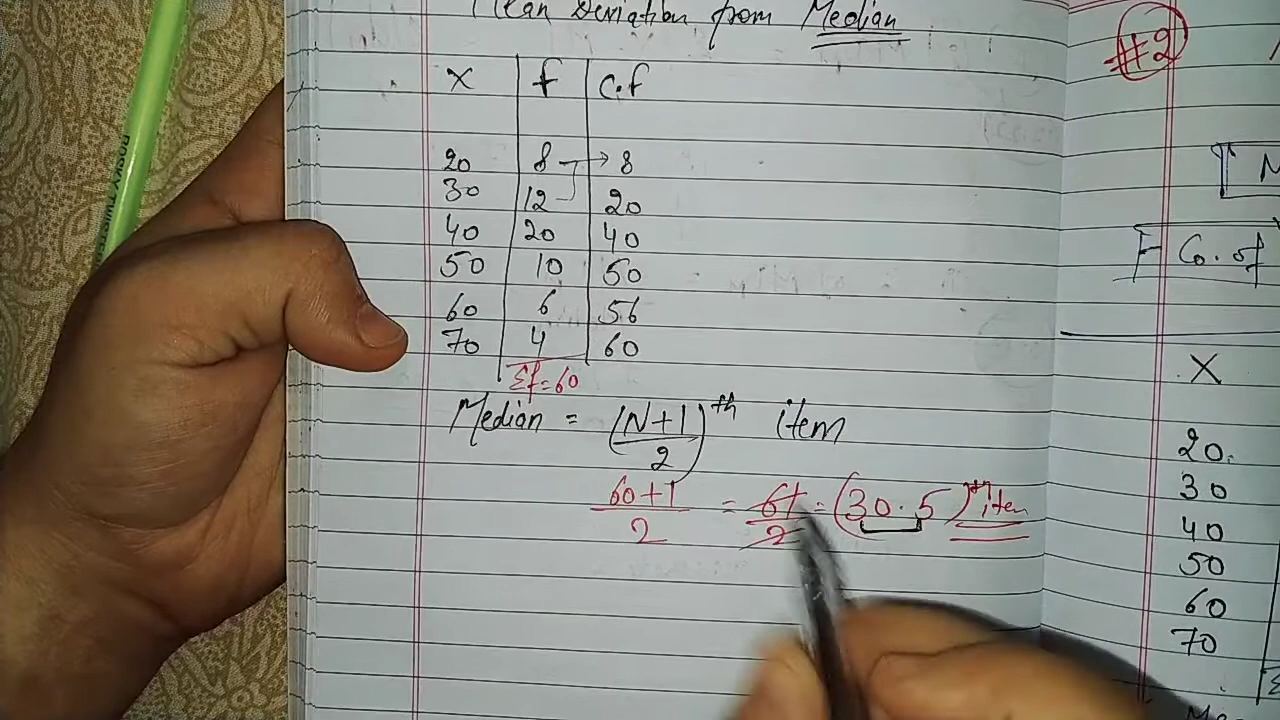 Mean Deviation from Median
X f c.f
20 8 → 8
30 12 20
40 20 40
50 10 50
60 6 56
70 4 60
Σf=60
Median = (N+1/2)th item
60+1/2 = 61/2 = (30.5)th item
#2
Co. of
X
20
30
40
50
60
70